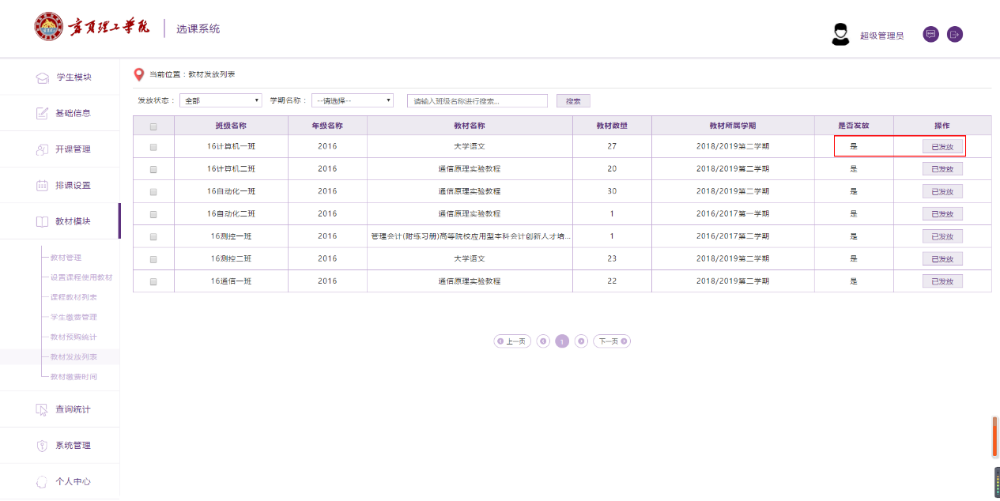 宁夏理工学院 选课系统
超级管理员
学生模块
基础信息
开课管理
排课设置
教材模块
教材管理
设置课程使用教材
课程教材列表
学生缴费管理
教材预购统计
教材发放列表
教材缴费时间
查询统计
系统管理
个人中心
当前位置：教材发放列表
发放状态： 全部 学期名称： --请选择-- 请输入班级名称进行搜索... 搜索
班级名称 年级名称 教材名称 教材数量 教材所属学期 是否发放 操作
16计算机一班 2016 大学语文 27 2018/2019第二学期 是 已发放
16计算机二班 2016 通信原理实验教程 20 2018/2019第二学期 是 已发放
16自动化一班 2016 通信原理实验教程 30 2018/2019第二学期 是 已发放
16自动化二班 2016 通信原理实验教程 1 2016/2017第一学期 是 已发放
16测控一班 2016 管理会计(附练习册)高等院校应用型本科会计创新人才培... 1 2016/2017第一学期 是 已发放
16测控二班 2016 大学语文 23 2018/2019第二学期 是 已发放
16通信一班 2016 通信原理实验教程 22 2018/2019第二学期 是 已发放
上一页 1 下一页